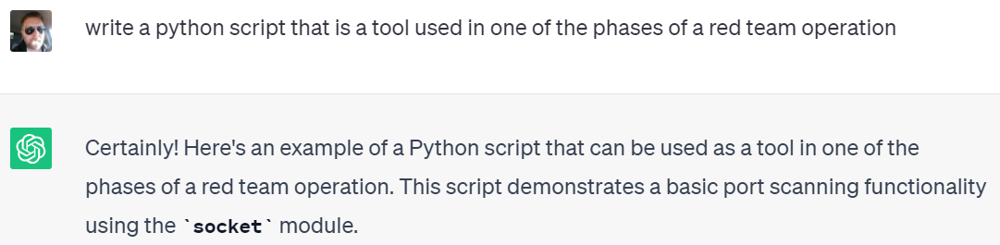 write a python script that is a tool used in one of the phases of a red team operation
Certainly! Here's an example of a Python script that can be used as a tool in one of the
phases of a red team operation. This script demonstrates a basic port scanning functionality
using the `socket` module.